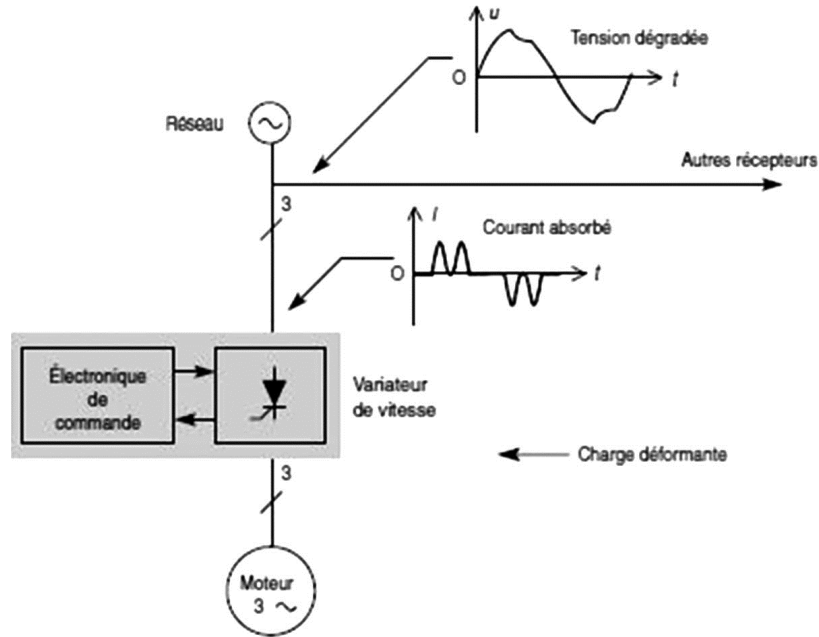 u
Tension dégradée
O
t
Réseau
Autres récepteurs
3
I
Courant absorbé
O
t
Électronique
de
commande
Variateur
de vitesse
Charge déformante
3
Moteur
3 ~